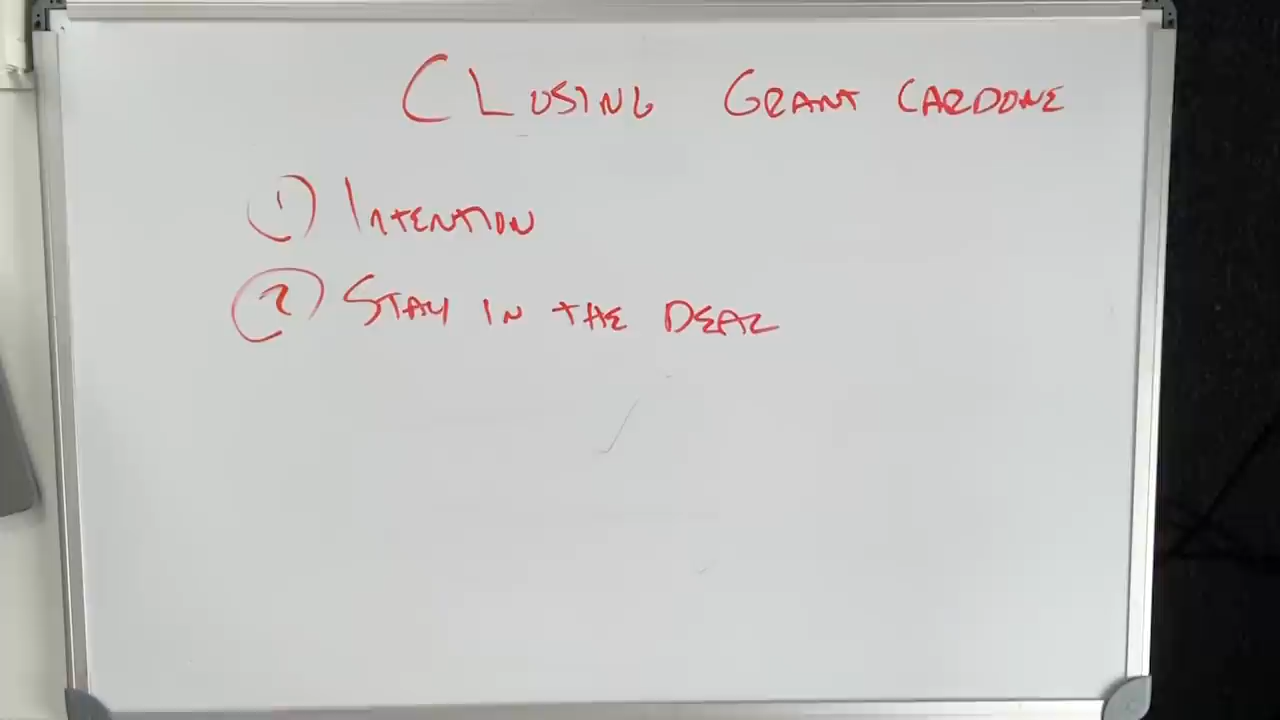 CLOSING GRANT CARDONE
① INTENTION
② STAY IN THE DEAL